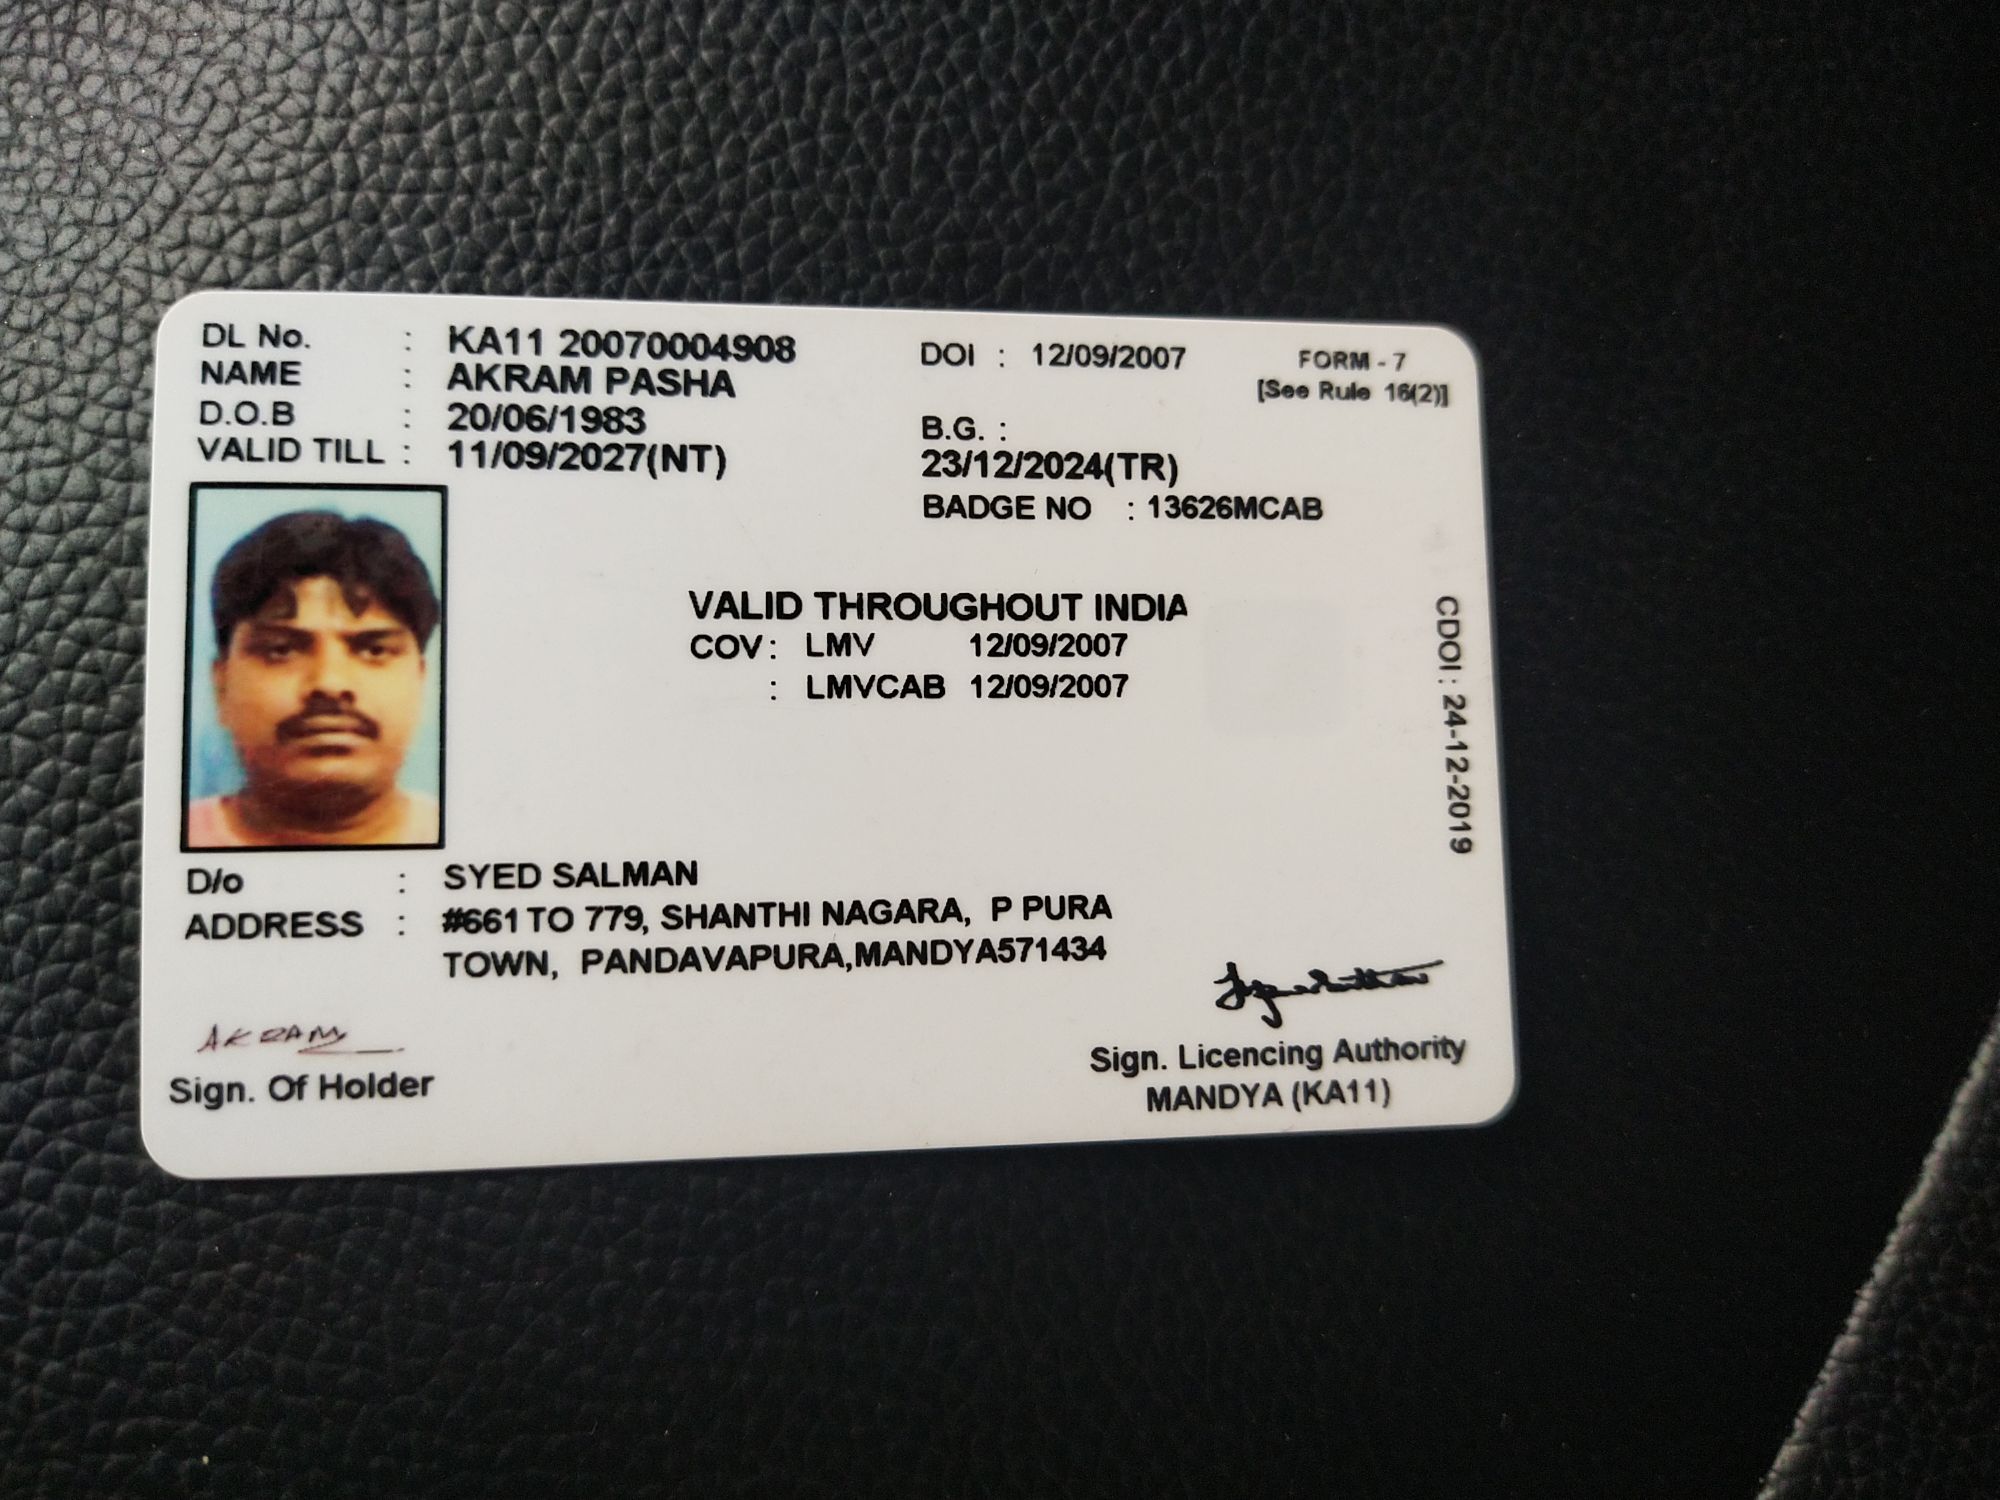 DL No. : KA11 20070004908 DOI : 12/09/2007 FORM - 7
NAME : AKRAM PASHA [See Rule 16(2)]
D.O.B : 20/06/1983 B.G. :
VALID TILL : 11/09/2027(NT) 23/12/2024(TR)
BADGE NO : 13626MCAB
VALID THROUGHOUT INDIA
COV : LMV 12/09/2007
: LMVCAB 12/09/2007
CDOI : 24-12-2019
D/o : SYED SALMAN
ADDRESS : #661 TO 779, SHANTHI NAGARA, P PURA
TOWN, PANDAVAPURA,MANDYA571434
AKRAM
Sign. Of Holder
Sign. Licencing Authority
MANDYA (KA11)